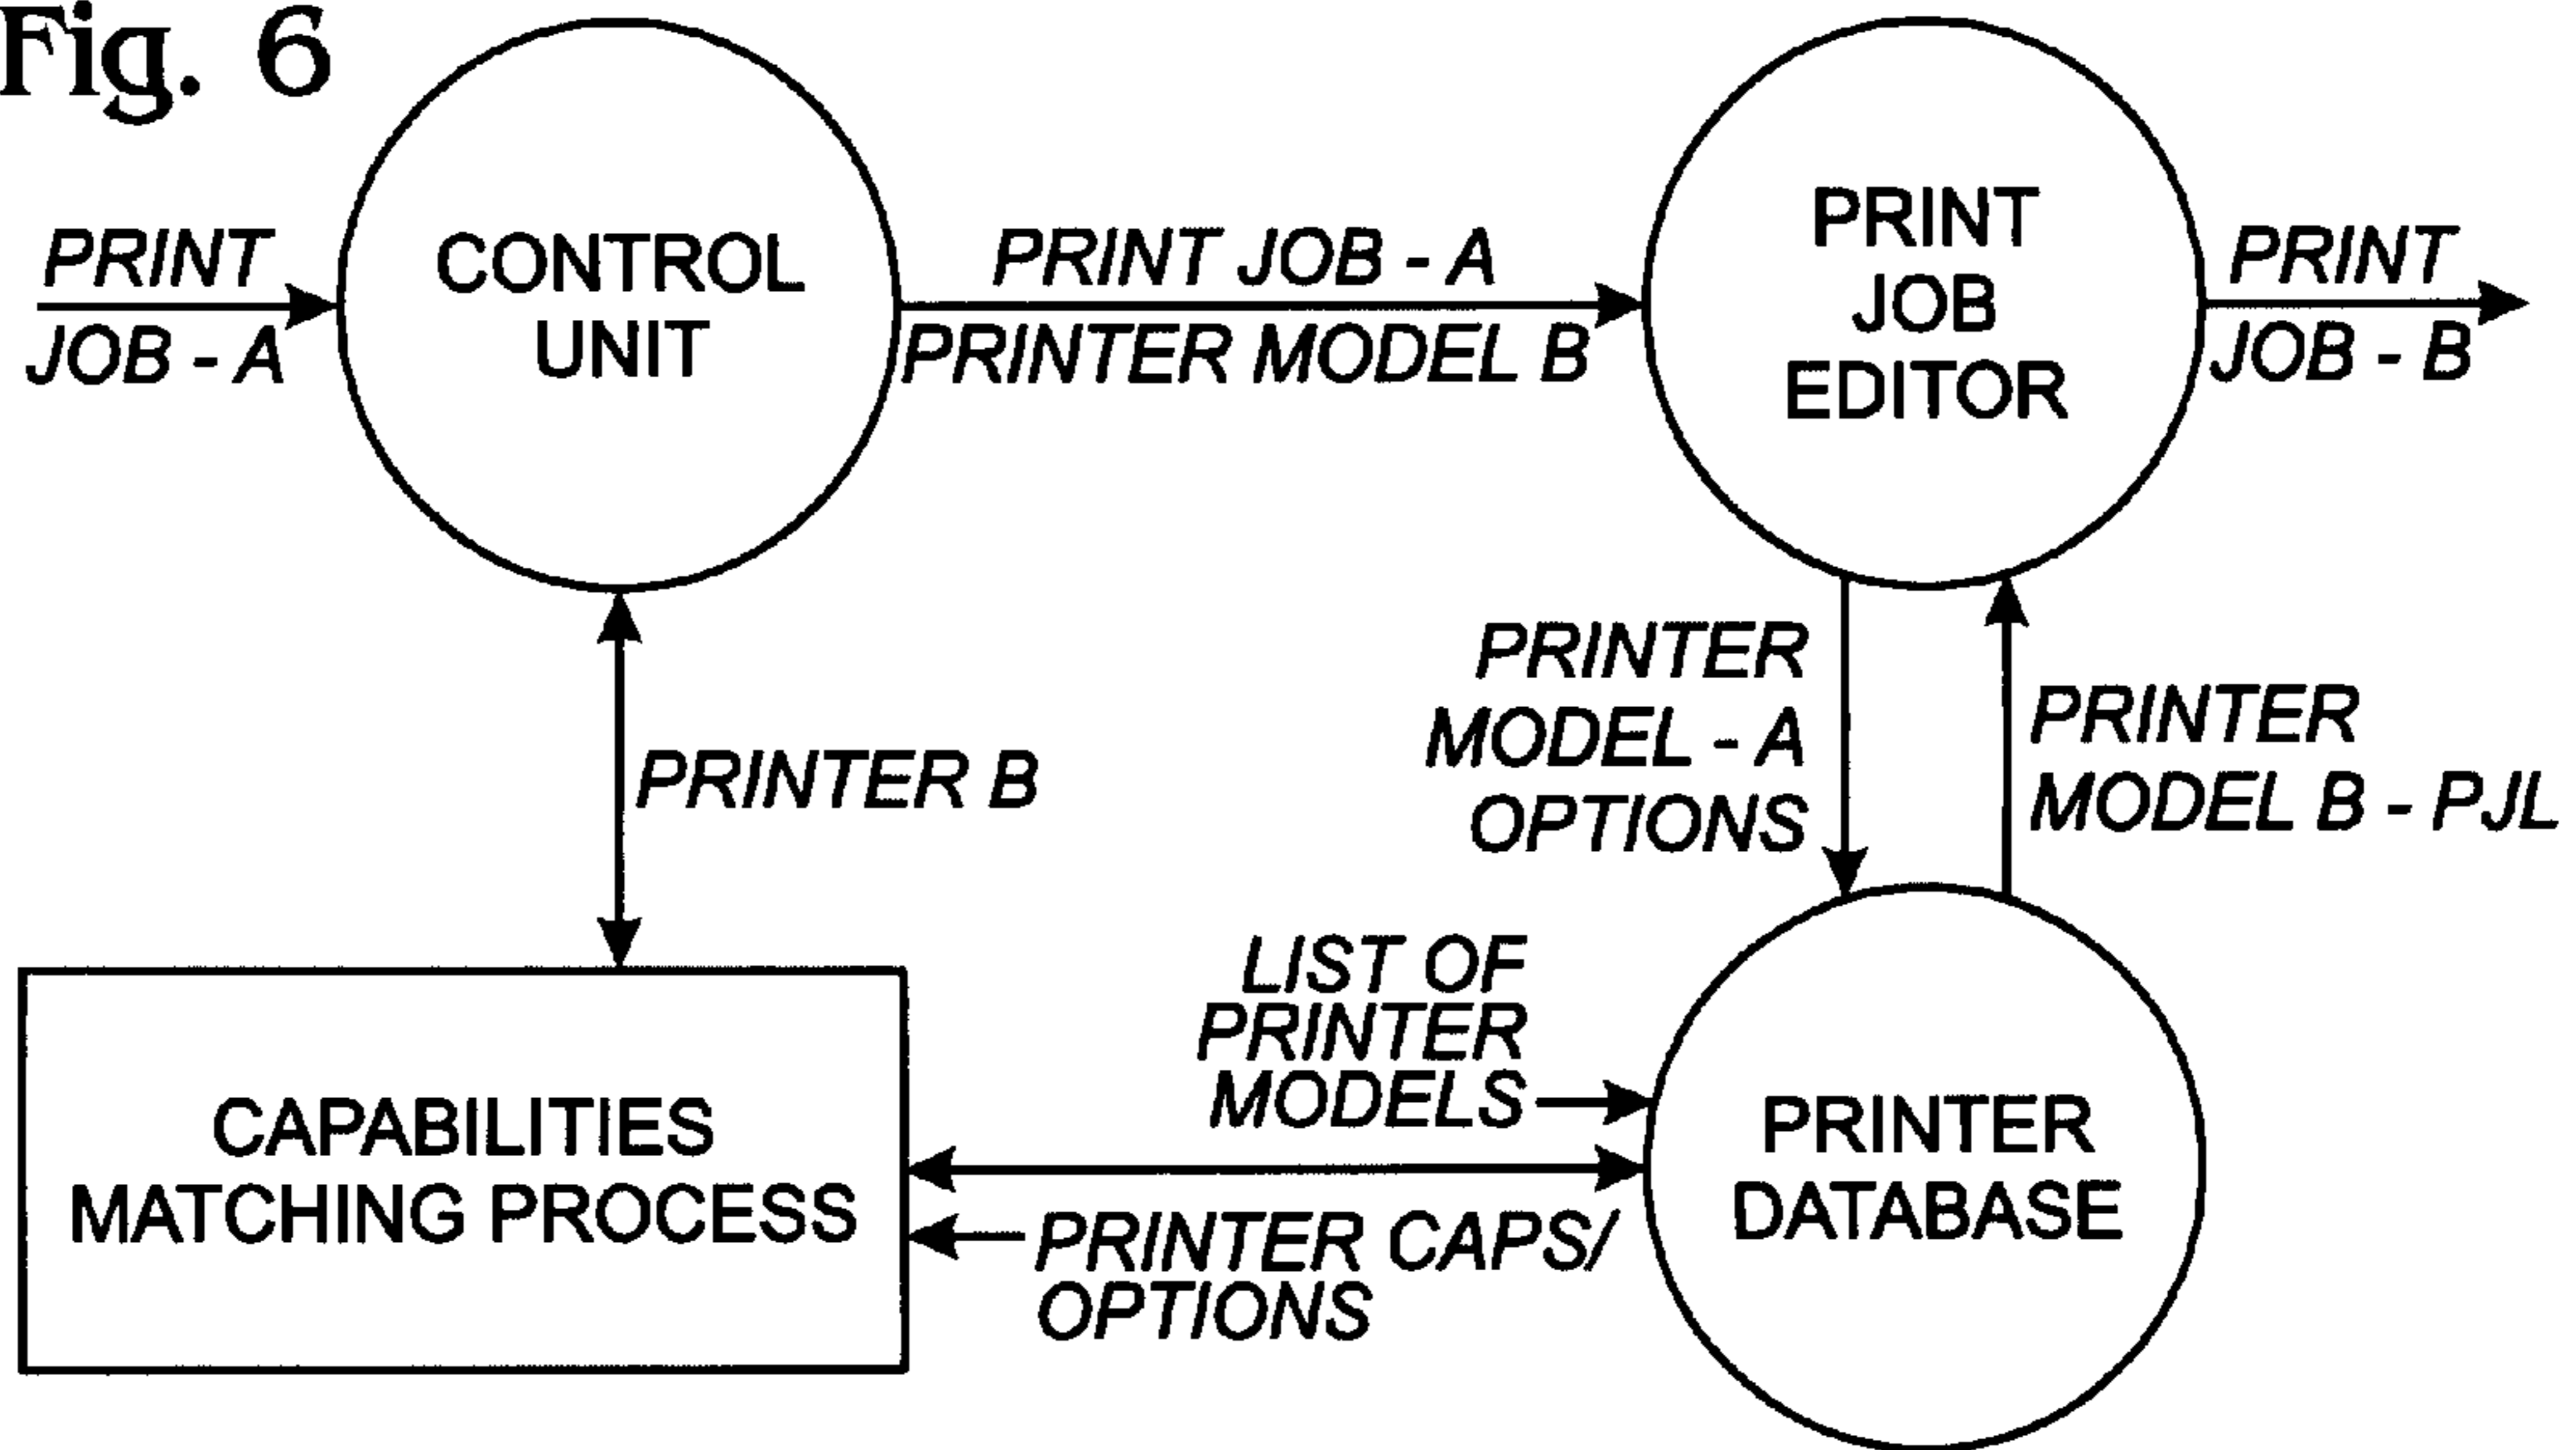 Fig. 6
PRINT
JOB - A
CONTROL
UNIT
PRINT JOB - A
PRINTER MODEL B
PRINT
JOB
EDITOR
PRINT
JOB - B
PRINTER B
PRINTER
MODEL - A
OPTIONS
PRINTER
MODEL B - PJL
LIST OF
PRINTER
MODELS
CAPABILITIES
MATCHING PROCESS
PRINTER CAPS/
OPTIONS
PRINTER
DATABASE